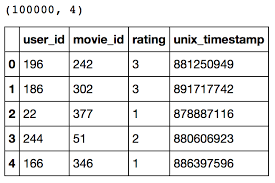 (100000, 4)
user_id movie_id rating unix_timestamp
0 196 242 3 881250949
1 186 302 3 891717742
2 22 377 1 878887116
3 244 51 2 880606923
4 166 346 1 886397596